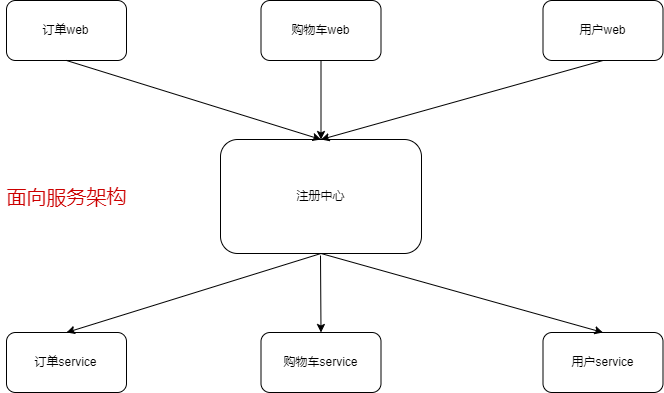 订单web
购物车web
用户web
面向服务架构
注册中心
订单service
购物车service
用户service